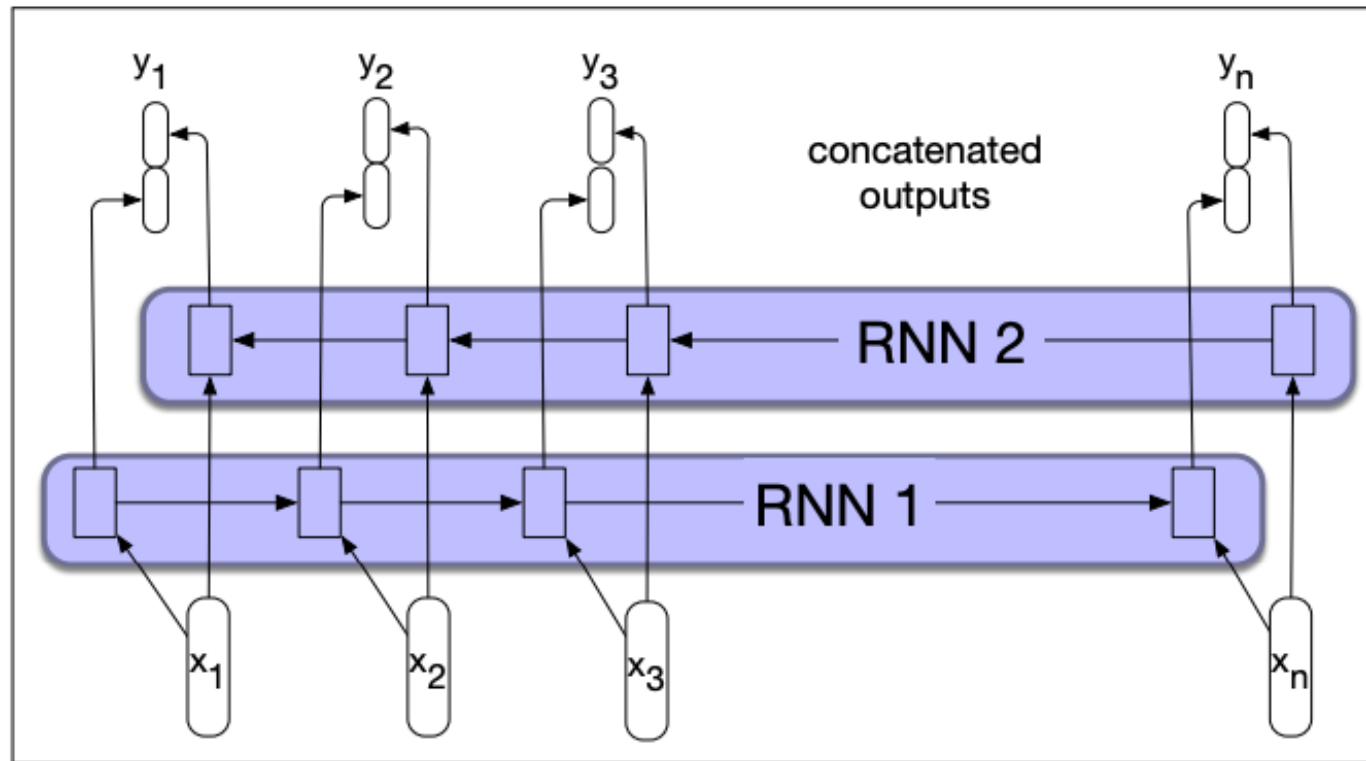 y1 y2 y3 yn
concatenated
outputs
RNN 2
RNN 1
x1 x2 x3 xn